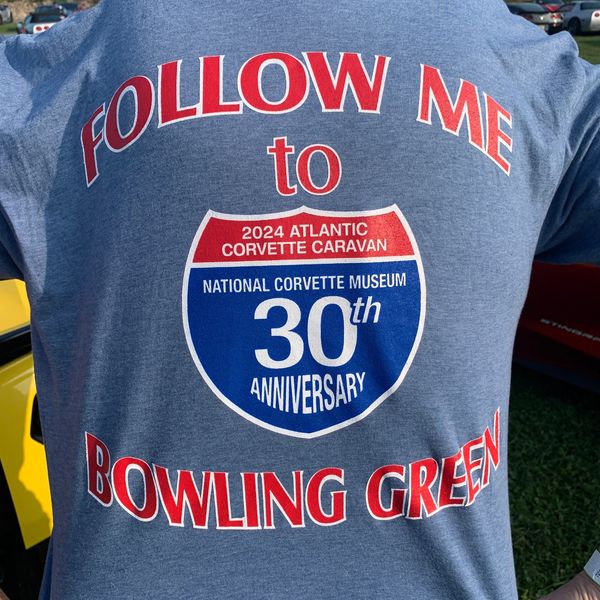 FOLLOW ME
to
2024 ATLANTIC
CORVETTE CARAVAN
NATIONAL CORVETTE MUSEUM
30th
ANNIVERSARY
BOWLING GREEN